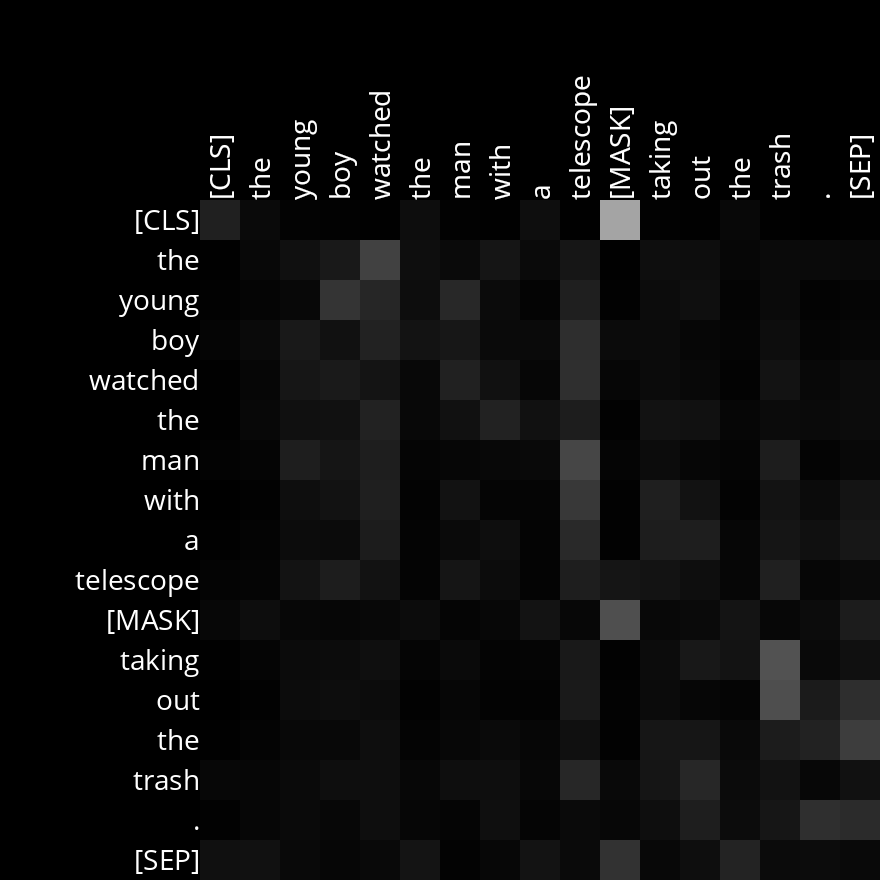 [CLS] the young boy watched the man with a telescope [MASK] taking out the trash . [SEP]
[CLS]
the
young
boy
watched
the
man
with
a
telescope
[MASK]
taking
out
the
trash
.
[SEP]